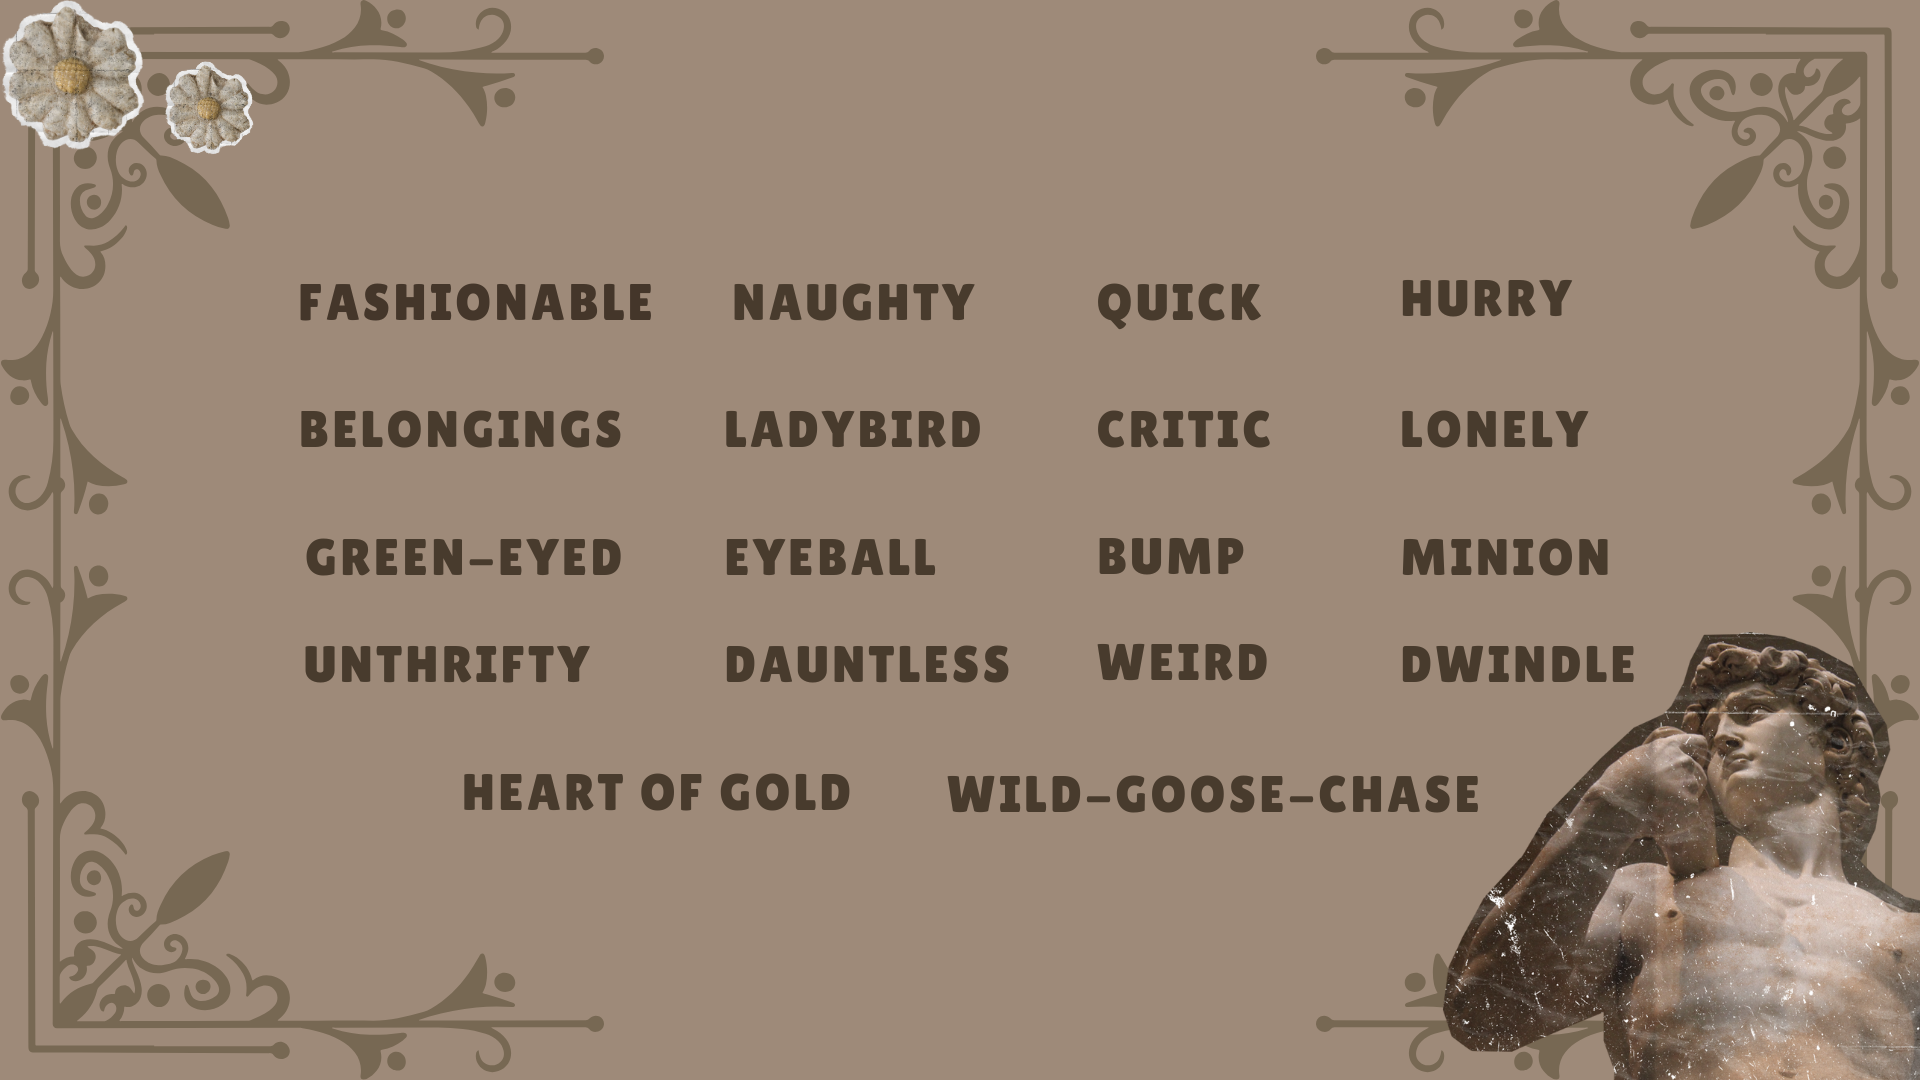 FASHIONABLE NAUGHTY QUICK HURRY
BELONGINGS LADYBIRD CRITIC LONELY
GREEN-EYED EYEBALL BUMP MINION
UNTHRIFTY DAUNTLESS WEIRD DWINDLE
HEART OF GOLD WILD-GOOSE-CHASE